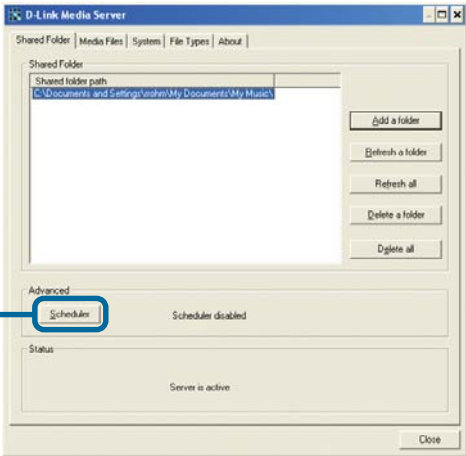 D-Link Media Server
Shared Folder Media Files System File Types About
Shared Folder
Shared folder path
C:\Documents and Settings\rrohm\My Documents\My Music\
Add a folder
Refresh a folder
Refresh all
Delete a folder
Delete all
Advanced
Scheduler Scheduler disabled
Status
Server is active
Close